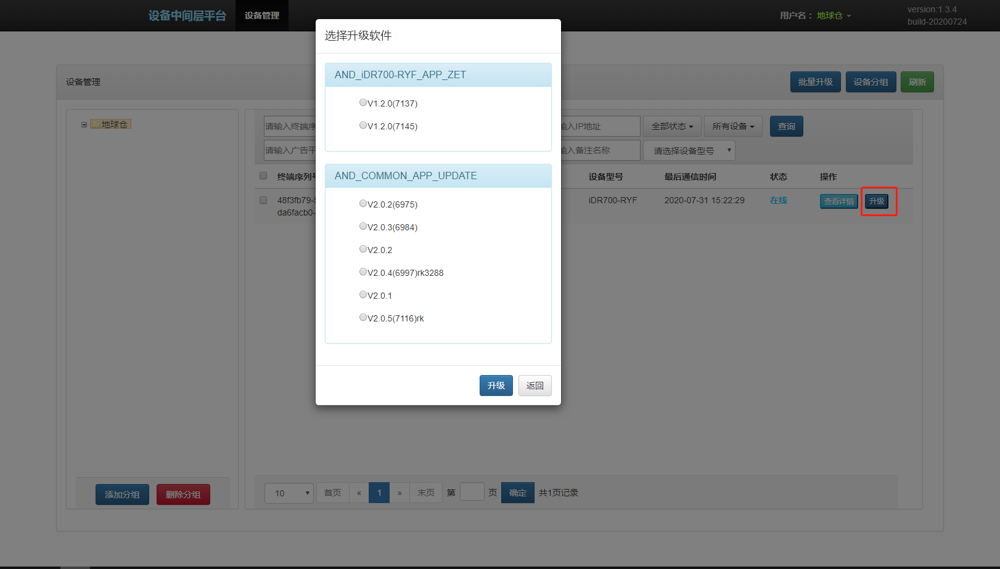 设备中间层平台 设备管理 用户名： 地球仓 version:1.3.4
build-20200724
选择升级软件
AND_iDR700-RYF_APP_ZET
V1.2.0(7137)
V1.2.0(7145)
AND_COMMON_APP_UPDATE
V2.0.2(6975)
V2.0.3(6984)
V2.0.2
V2.0.4(6997)rk3288
V2.0.1
V2.0.5(7116)rk
升级 返回
设备管理 批量升级 设备分组 刷新
地球仓
请输入终端序 输入IP地址 全部状态 所有设备 查询
请输入广告平 输入备注名称 请选择设备型号
终端序列号 设备型号 最后通信时间 状态 操作
48f3fb79- iDR700-RYF 2020-07-31 15:22:29 在线 查看详情 升级
da6facb0-
添加分组 删除分组
10 首页 « 1 » 末页 第 页 确定 共1页记录